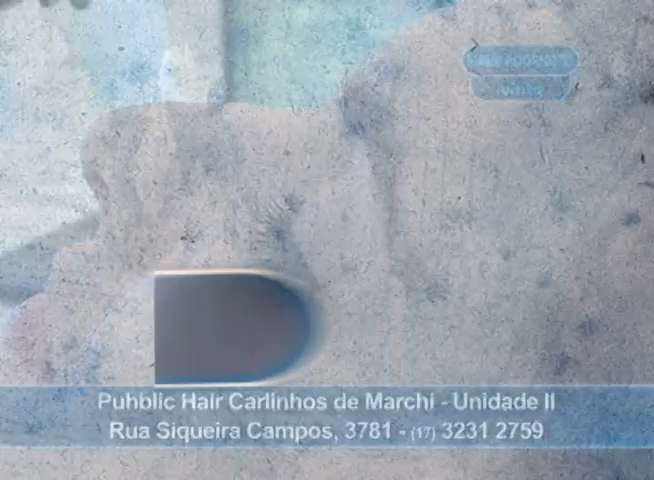 Puhblic Hair Carlinhos de Marchi - Unidade II
Rua Siqueira Campos, 3781 - (17) 3231 2759